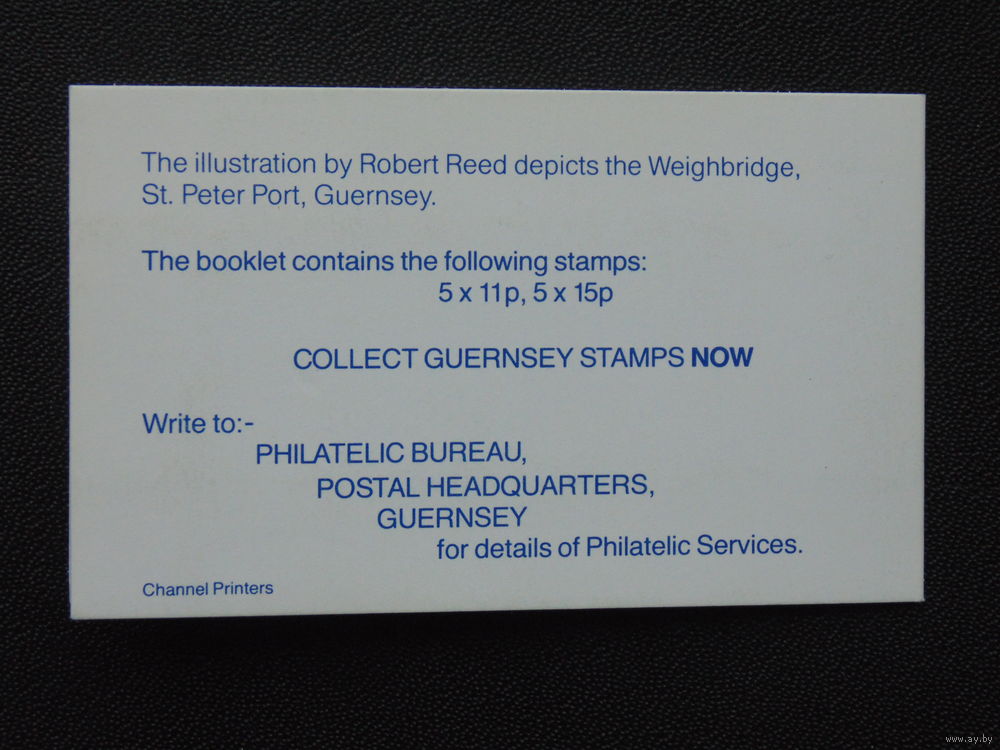 The illustration by Robert Reed depicts the Weighbridge,
St. Peter Port, Guernsey.
The booklet contains the following stamps:
5 x 11p, 5 x 15p
COLLECT GUERNSEY STAMPS NOW
Write to:-
PHILATELIC BUREAU,
POSTAL HEADQUARTERS,
GUERNSEY
for details of Philatelic Services.
Channel Printers
www.ay.by